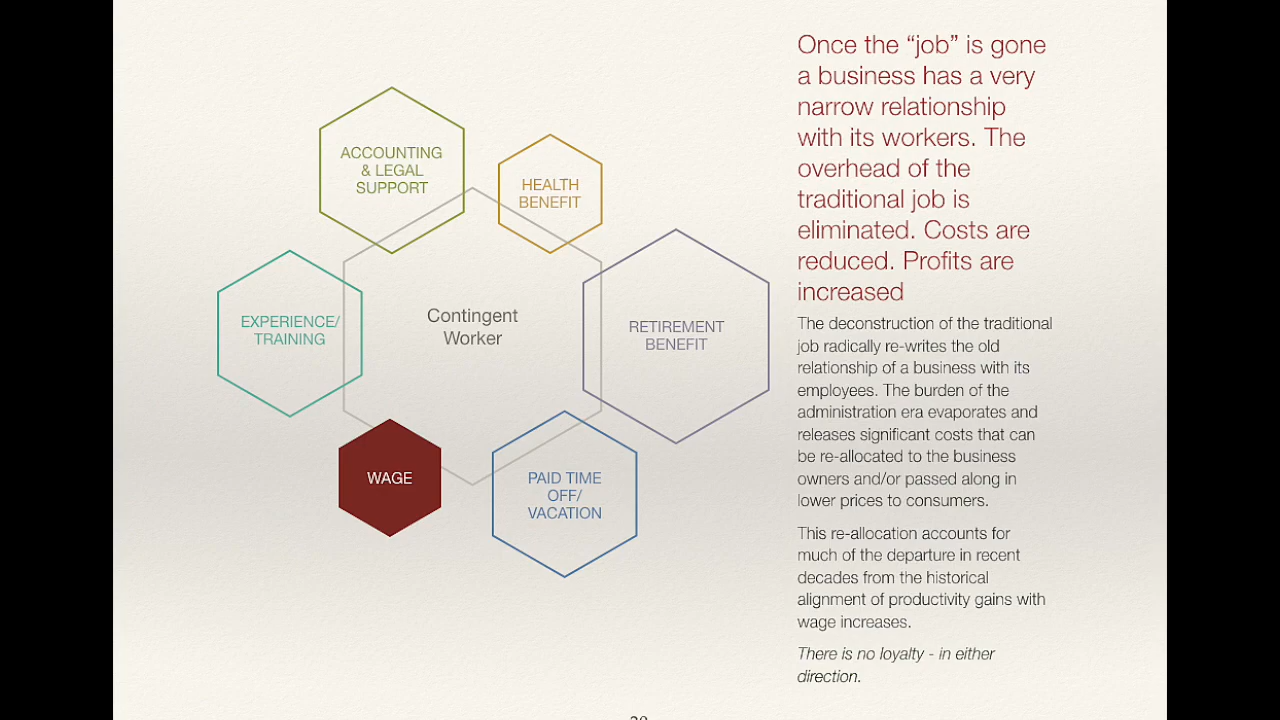 ACCOUNTING
& LEGAL
SUPPORT
HEALTH
BENEFIT
EXPERIENCE/
TRAINING
Contingent
Worker
RETIREMENT
BENEFIT
WAGE
PAID TIME
OFF/
VACATION
Once the “job” is gone
a business has a very
narrow relationship
with its workers. The
overhead of the
traditional job is
eliminated. Costs are
reduced. Profits are
increased
The deconstruction of the traditional
job radically re-writes the old
relationship of a business with its
employees. The burden of the
administration era evaporates and
releases significant costs that can
be re-allocated to the business
owners and/or passed along in
lower prices to consumers.
This re-allocation accounts for
much of the departure in recent
decades from the historical
alignment of productivity gains with
wage increases.
There is no loyalty - in either
direction.